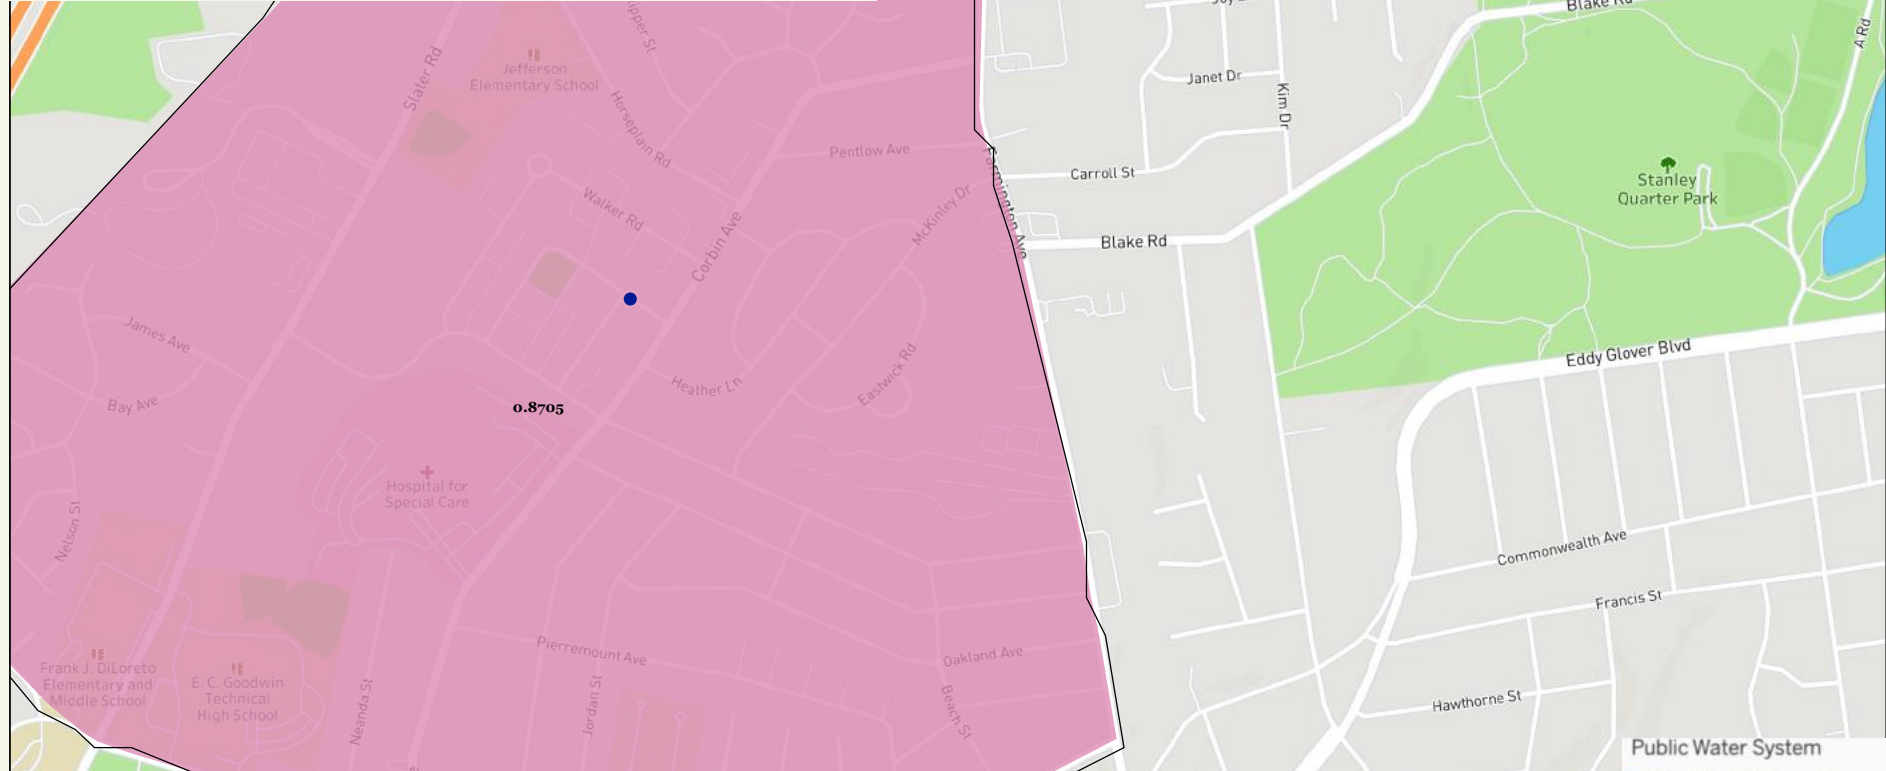 Blake Rd
Jefferson
Elementary School
Slater Rd
Horseplain Rd
A Rd
Janet Dr
Kim Dr
Pentlow Ave
Farmington Ave
Carroll St
Stanley
Quarter Park
Walker Rd
McKinley Dr
Corbin Ave
Blake Rd
James Ave
Eddy Glover Blvd
Heather Ln
Eastwick Rd
Bay Ave
0.8705
Hospital for
Special Care
Nelson St
Commonwealth Ave
Francis St
Pierremount Ave
Oakland Ave
Frank J. DiLoreto
Elementary and
Middle School
E. C. Goodwin
Technical
High School
Neanda St
Jordan St
Beach St
Hawthorne St
Public Water System